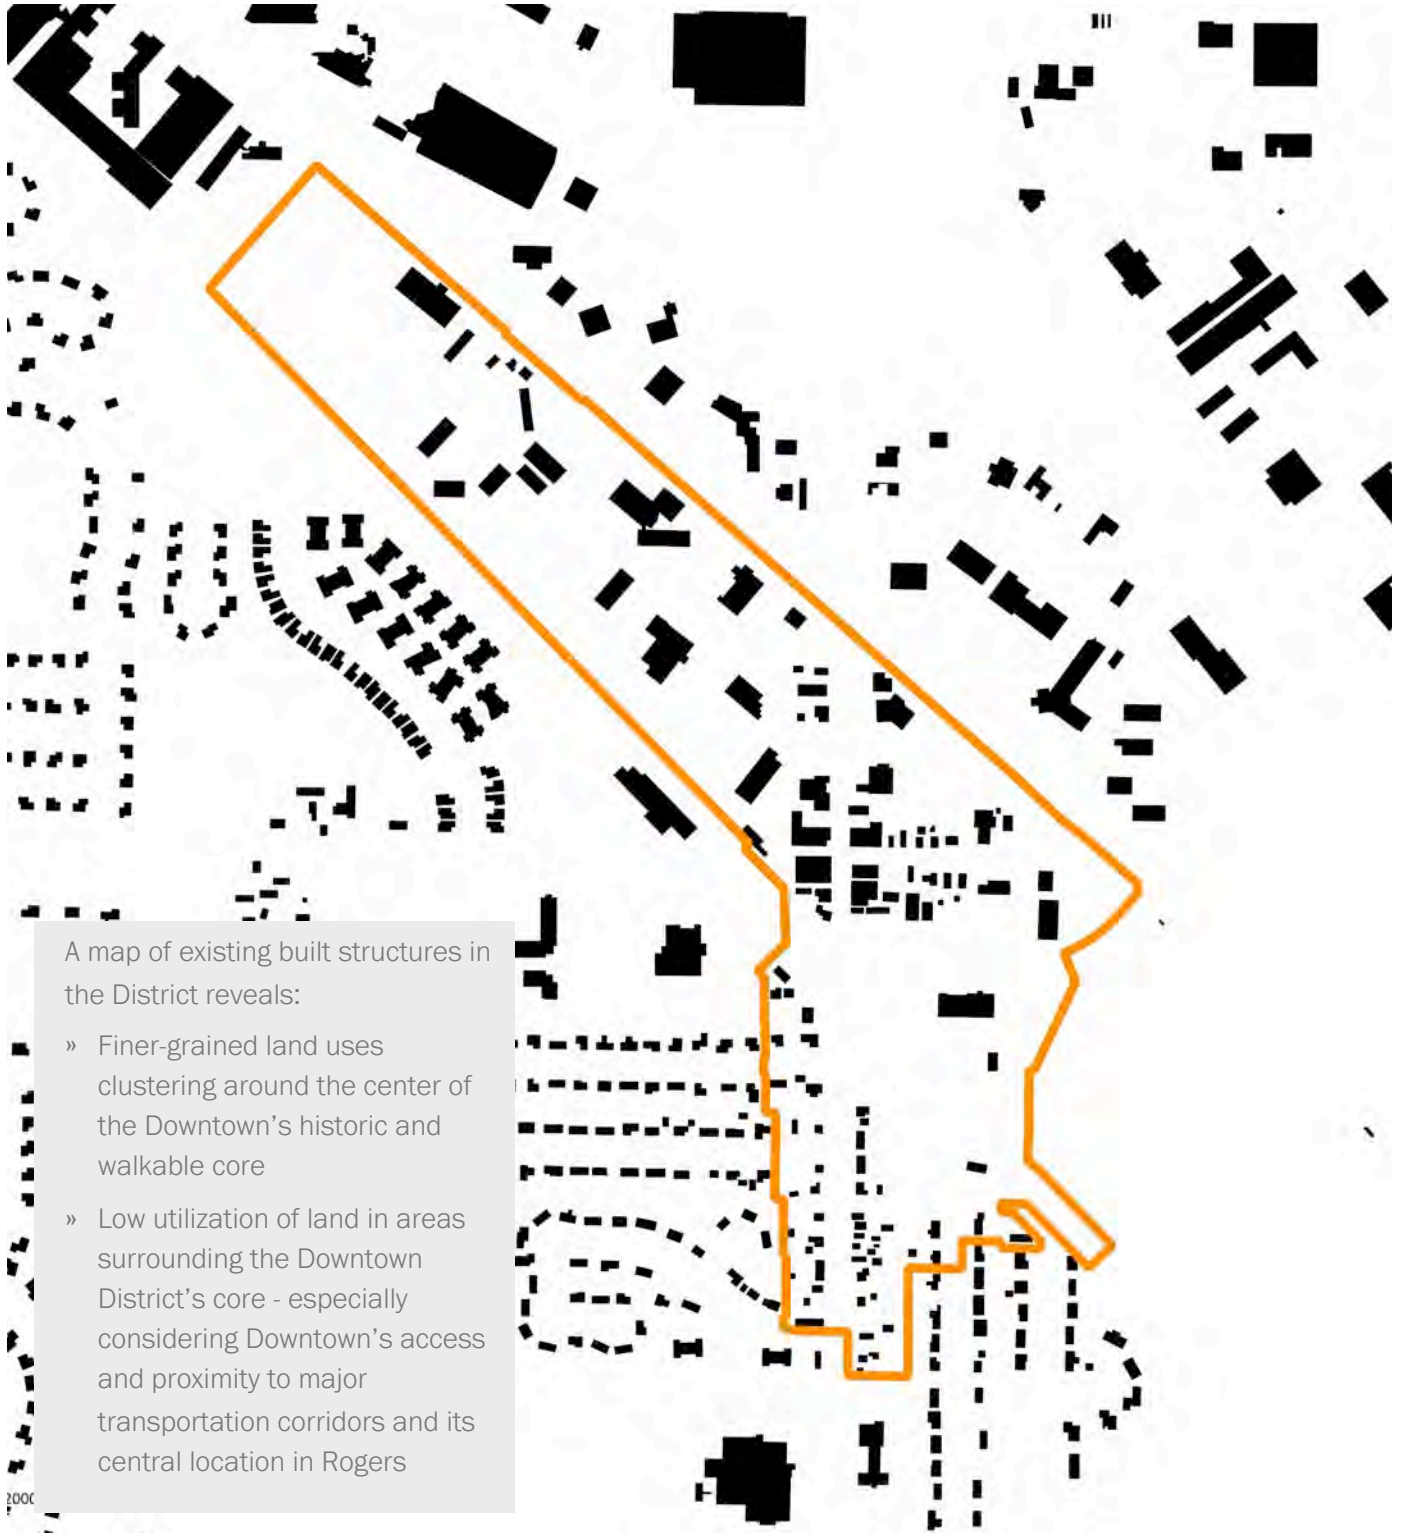 A map of existing built structures in
the District reveals:
» Finer-grained land uses
clustering around the center of
the Downtown's historic and
walkable core
» Low utilization of land in areas
surrounding the Downtown
District's core - especially
considering Downtown's access
and proximity to major
transportation corridors and its
central location in Rogers